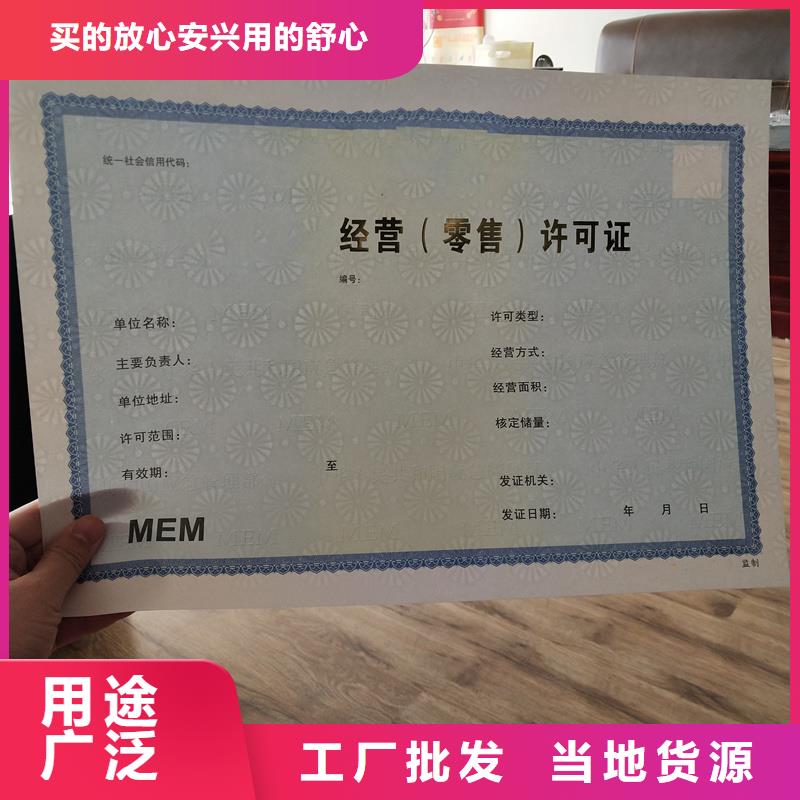 买的放心安兴用的舒心
统一社会信用代码:
经营(零售)许可证
编号:
单位名称:
主要负责人:
单位地址:
许可范围:
有效期: 至
许可类型:
经营方式:
经营面积:
核定储量:
发证机关:
发证日期: 年 月 日
MEM
监制
用途
广泛
工厂批发 当地货源